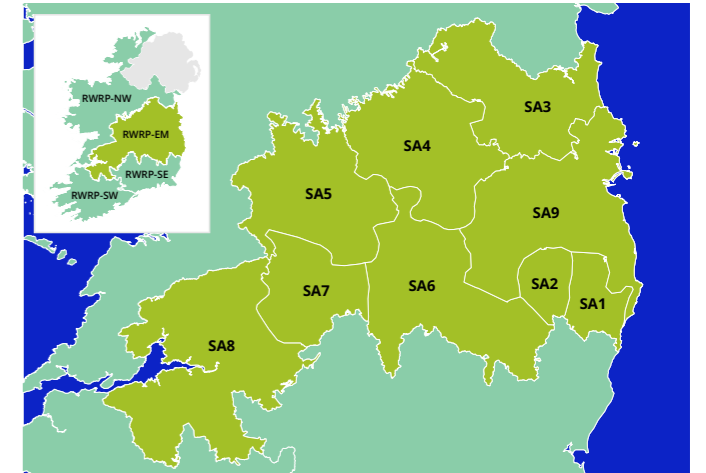 RWRP-NW
RWRP-EM
RWRP-SE
RWRP-SW
SA3
SA4
SA5
SA9
SA7
SA6
SA2
SA1
SA8